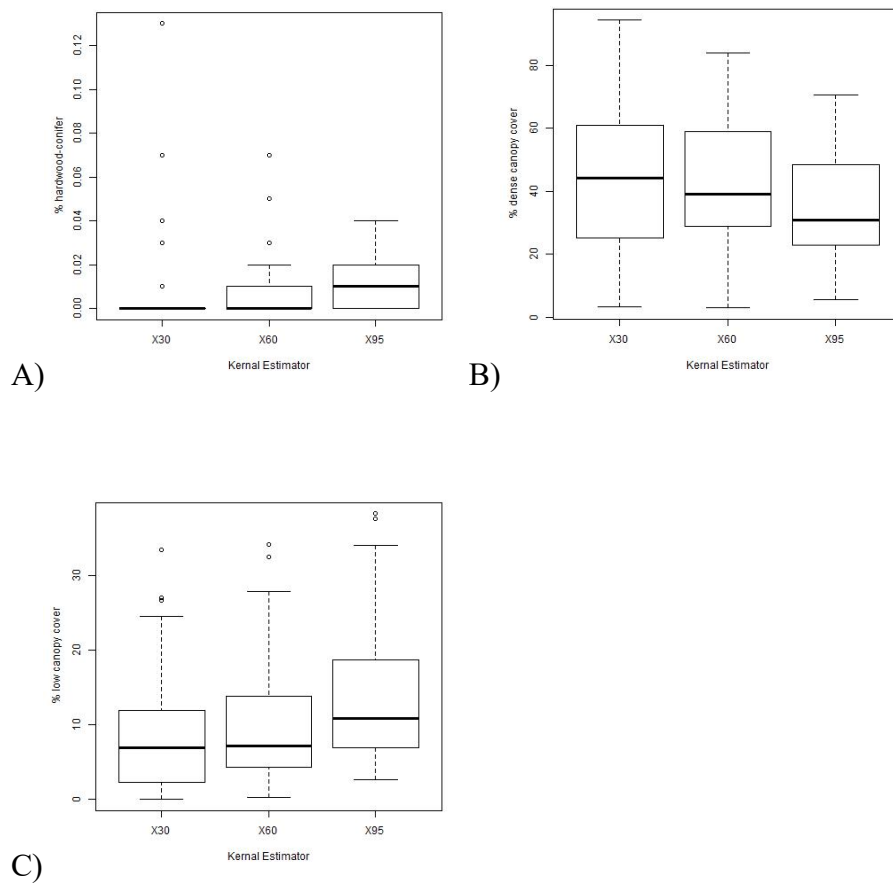 % hardwood-conifer
0.00 0.02 0.04 0.06 0.08 0.10 0.12
X30 X60 X95
Kernal Estimator
A)
% dense canopy cover
0 20 40 60 80
X30 X60 X95
Kernal Estimator
B)
% low canopy cover
0 10 20 30
X30 X60 X95
Kernal Estimator
C)